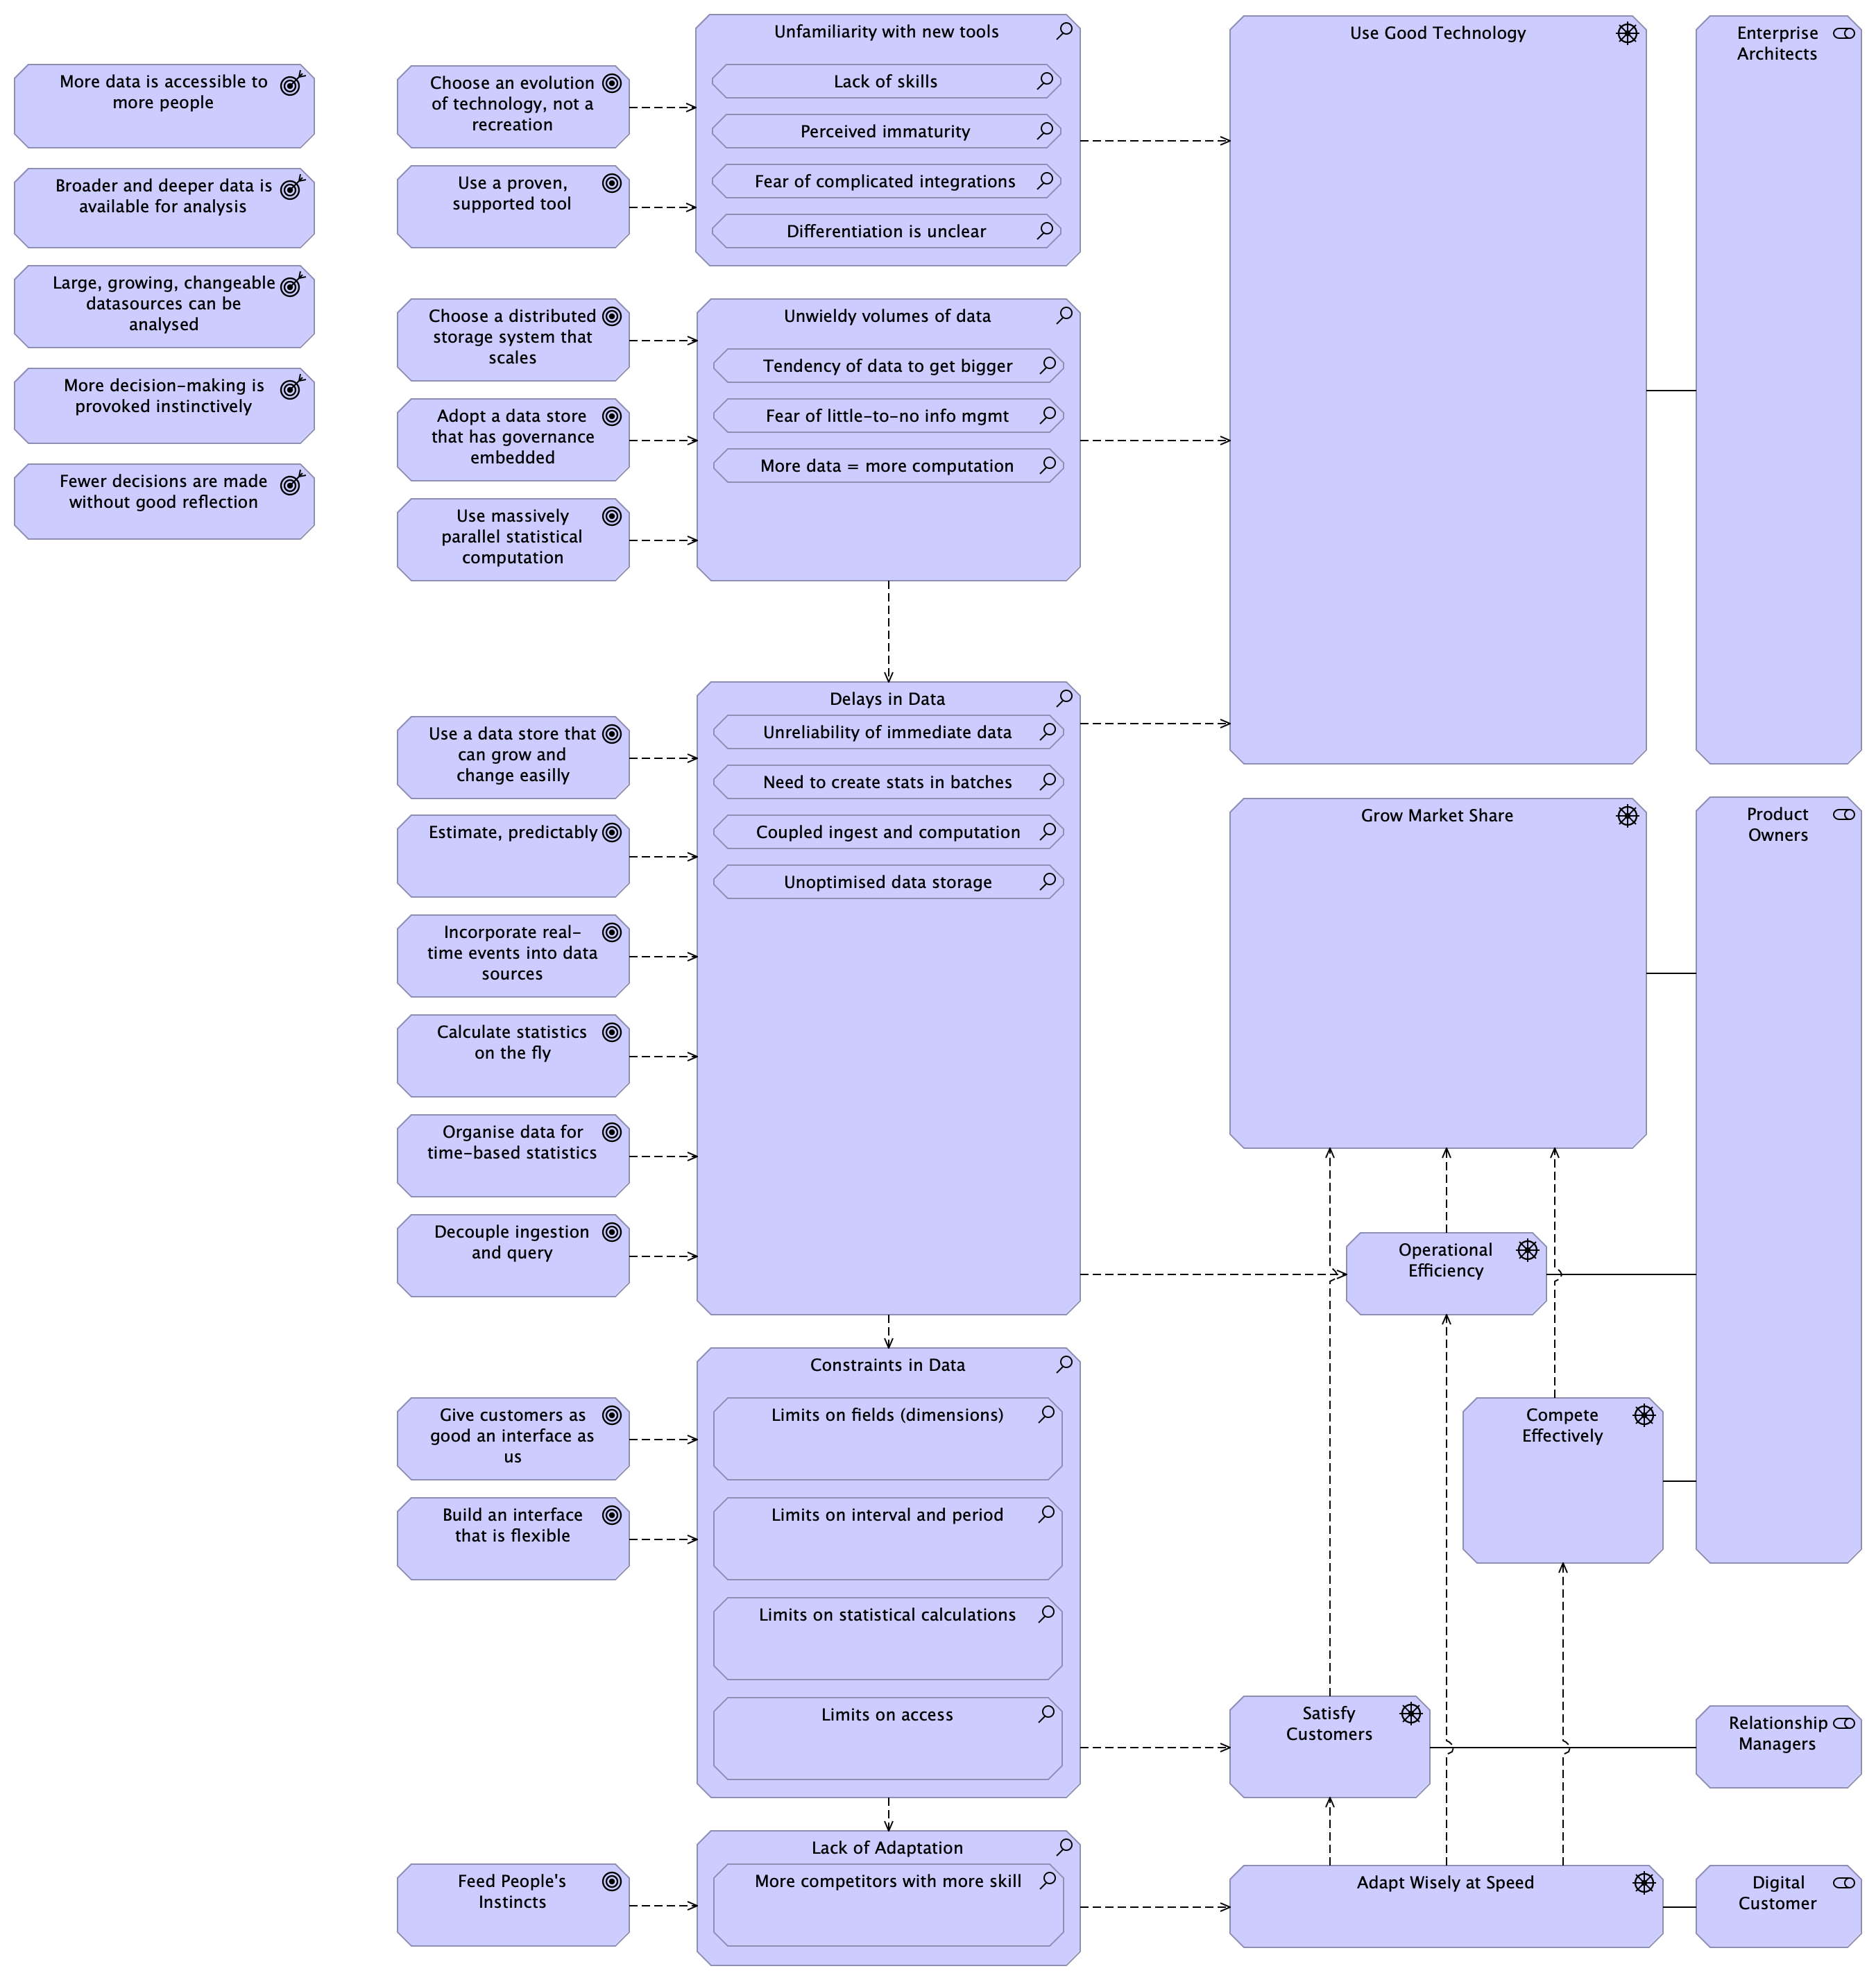 More data is accessible to
more people
Broader and deeper data is
available for analysis
Large, growing, changeable
datasources can be
analysed
More decision-making is
provoked instinctively
Fewer decisions are made
without good reflection
Choose an evolution
of technology, not a
recreation
Use a proven,
supported tool
Choose a distributed
storage system that
scales
Adopt a data store
that has governance
embedded
Use massively
parallel statistical
computation
Use a data store that
can grow and
change easilly
Estimate, predictably
Incorporate real-
time events into data
sources
Calculate statistics
on the fly
Organise data for
time-based statistics
Decouple ingestion
and query
Give customers as
good an interface as
us
Build an interface
that is flexible
Feed People's
Instincts
Unfamiliarity with new tools
Lack of skills
Perceived immaturity
Fear of complicated integrations
Differentiation is unclear
Unwieldy volumes of data
Tendency of data to get bigger
Fear of little-to-no info mgmt
More data = more computation
Delays in Data
Unreliability of immediate data
Need to create stats in batches
Coupled ingest and computation
Unoptimised data storage
Constraints in Data
Limits on fields (dimensions)
Limits on interval and period
Limits on statistical calculations
Limits on access
Lack of Adaptation
More competitors with more skill
Use Good Technology
Grow Market Share
Operational
Efficiency
Compete
Effectively
Satisfy
Customers
Adapt Wisely at Speed
Enterprise
Architects
Product
Owners
Relationship
Managers
Digital
Customer